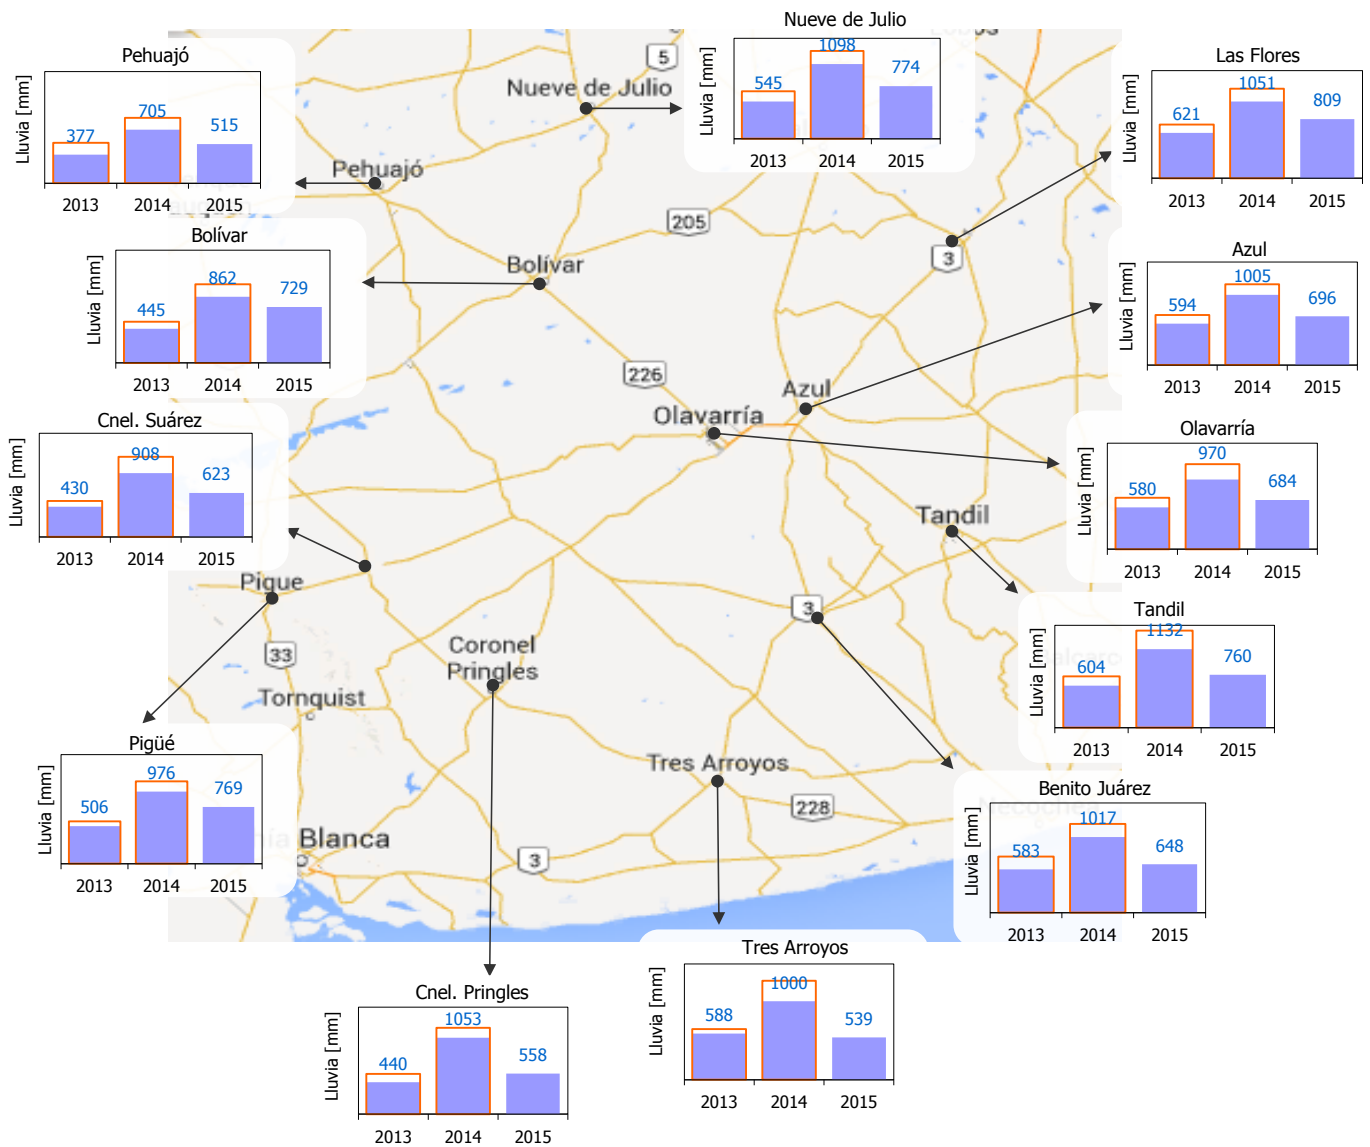 Nueve de Julio
Lluvia [mm]
545
1098
774
2013
2014
2015
Pehuajó
Lluvia [mm]
377
705
515
2013
2014
2015
Las Flores
Lluvia [mm]
621
1051
809
2013
2014
2015
5
Nueve de Julio
Pehuajó
205
Bolívar
Lluvia [mm]
445
862
729
2013
2014
2015
Bolívar
3
Azul
Lluvia [mm]
594
1005
696
2013
2014
2015
226
Azul
Olavarría
Cnel. Suárez
Lluvia [mm]
430
908
623
2013
2014
2015
Olavarría
Lluvia [mm]
580
970
684
2013
2014
2015
Tandil
Pigue
3
Tandil
Lluvia [mm]
604
1132
760
2013
2014
2015
33
Coronel
Pringles
Tornquist
Pigüé
Lluvia [mm]
506
976
769
2013
2014
2015
Tres Arroyos
228
Benito Juárez
Necochea
Lluvia [mm]
583
1017
648
2013
2014
2015
ía Blanca
3
Tres Arroyos
Lluvia [mm]
588
1000
539
2013
2014
2015
Cnel. Pringles
Lluvia [mm]
440
1053
558
2013
2014
2015